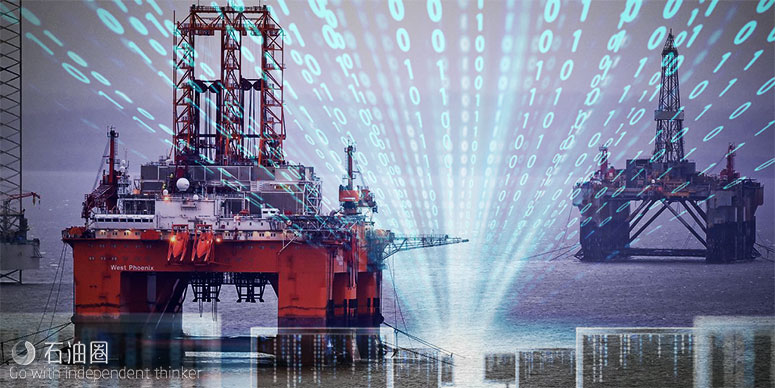 West Phoenix
石油圈
Go with independent thinker